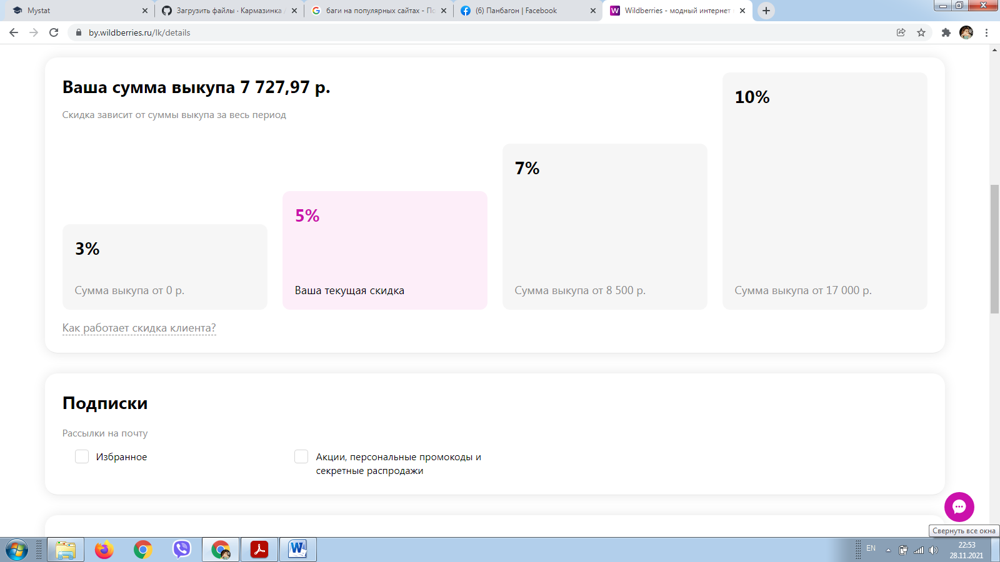 Mystat
Загрузить файлы · Кармазинка
баги на популярных сайтах - По
(6) Панбагон | Facebook
Wildberries - модный интернет
by.wildberries.ru/lk/details
Ваша сумма выкупа 7 727,97 р.
Скидка зависит от суммы выкупа за весь период
10%
7%
5%
3%
Сумма выкупа от 0 р.
Ваша текущая скидка
Сумма выкупа от 8 500 р.
Сумма выкупа от 17 000 р.
Как работает скидка клиента?
Подписки
Рассылки на почту
Избранное
Акции, персональные промокоды и
секретные распродажи
Свернуть все окна
EN
22:53
28.11.2021